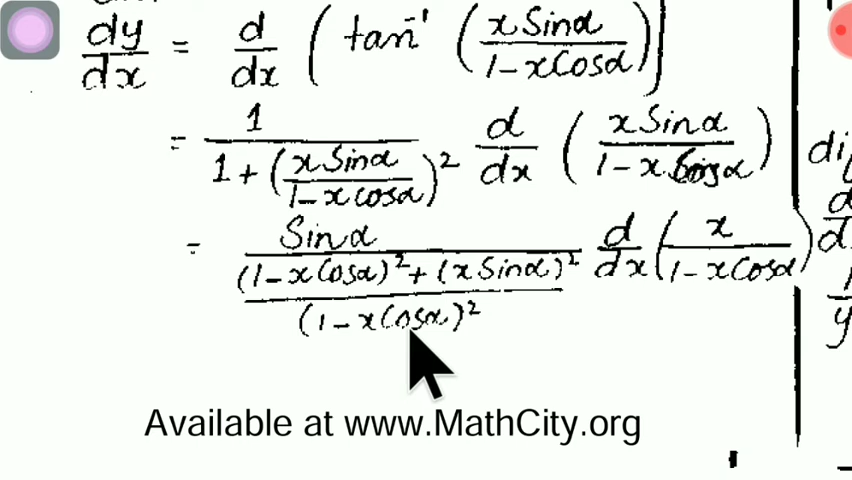 dy/dx = d/dx ( tan⁻¹ ( x Sinα / 1 - x Cosα ) )
= 1 / 1 + ( x Sinα / 1 - x Cosα )² d/dx ( x Sinα / 1 - x Cosα )
= Sinα / (1 - x Cosα)² + (x Sinα)² / (1 - x Cosα)² d/dx ( x / 1 - x Cosα )
Available at www.MathCity.org